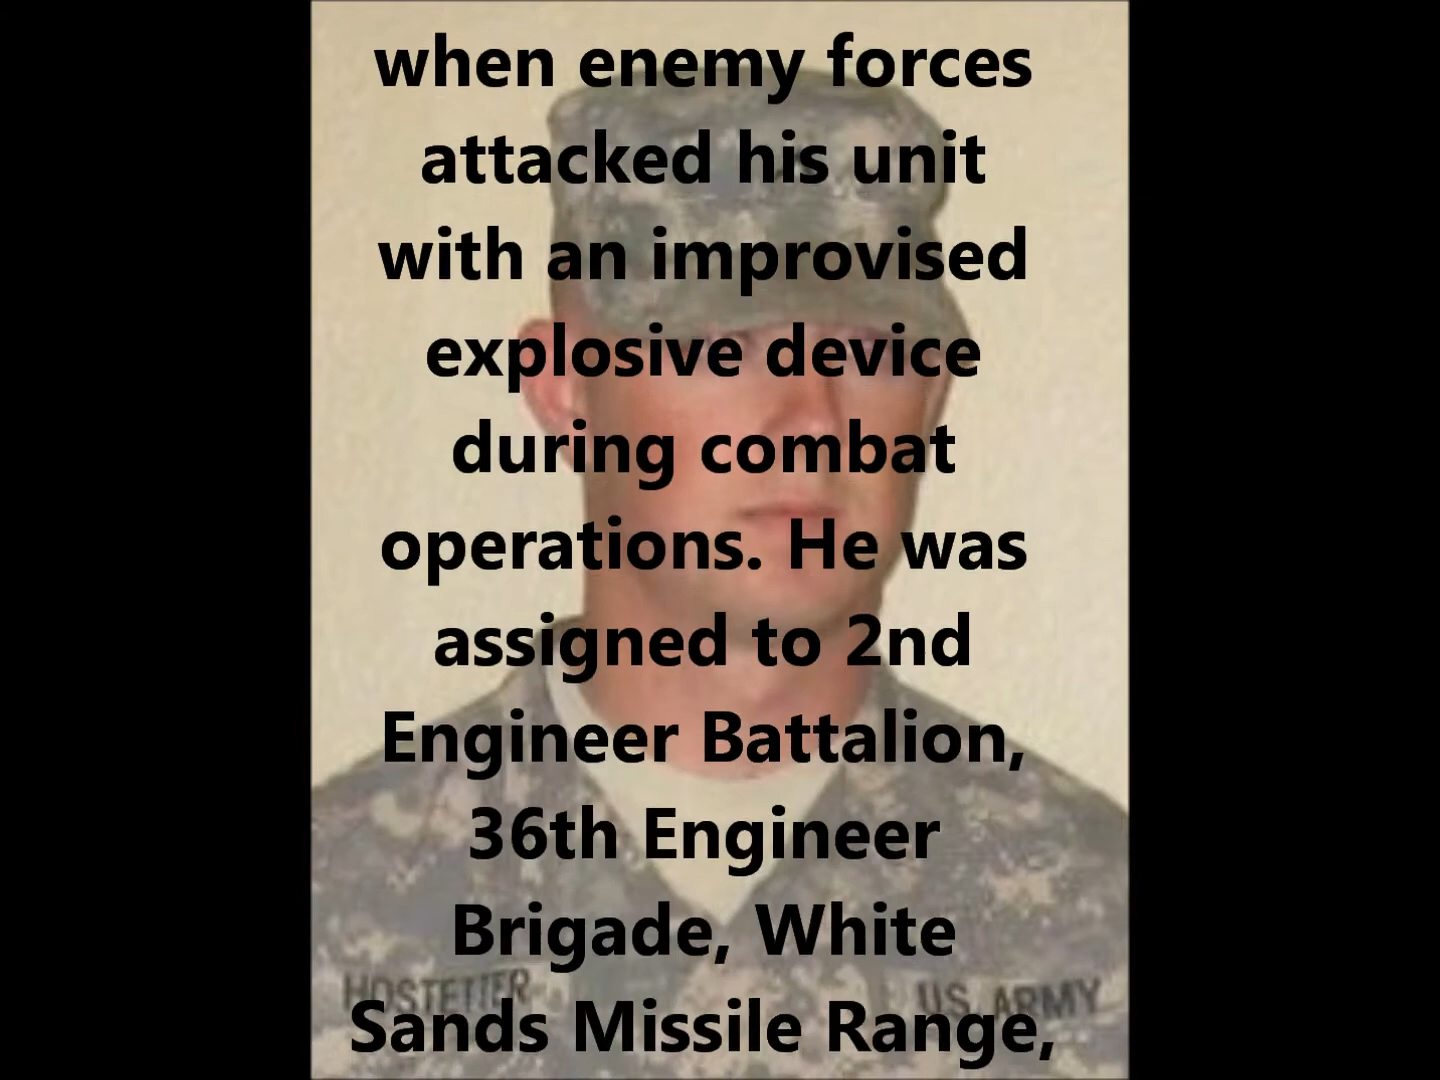 when enemy forces
attacked his unit
with an improvised
explosive device
during combat
operations. He was
assigned to 2nd
Engineer Battalion,
36th Engineer
Brigade, White
HOSTETTER U.S. ARMY
Sands Missile Range,